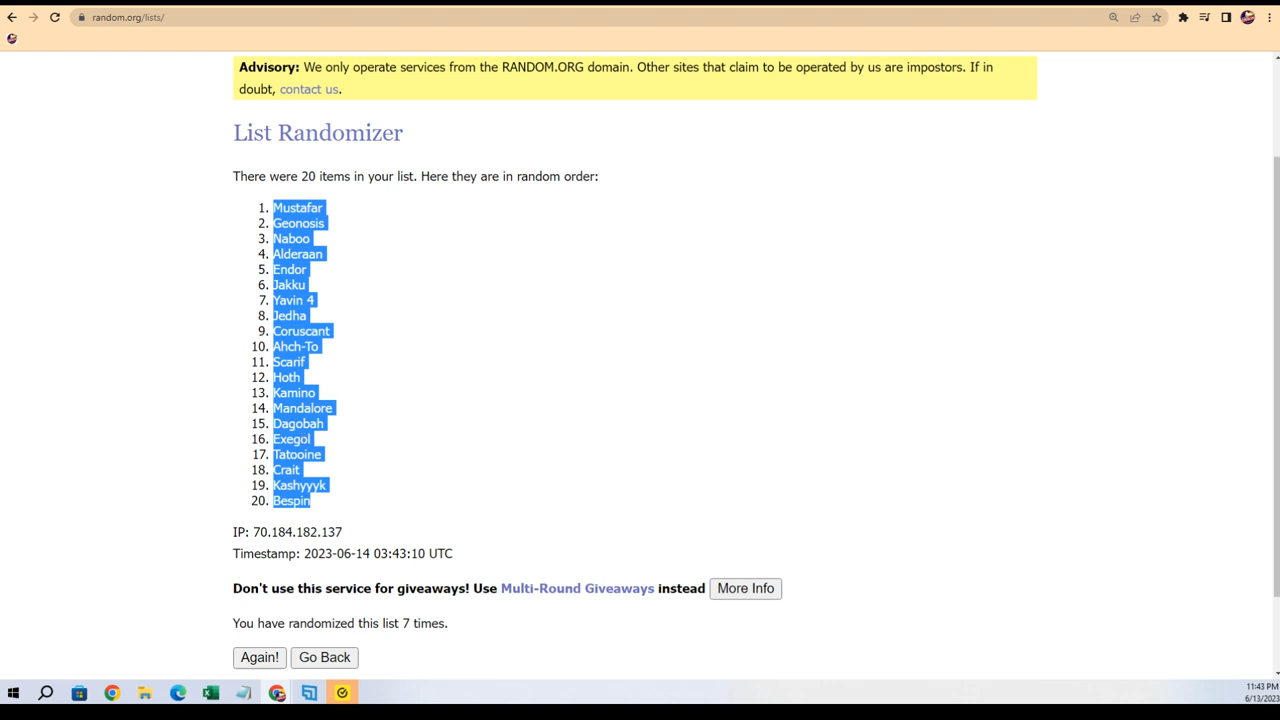 random.org/lists/
Advisory: We only operate services from the RANDOM.ORG domain. Other sites that claim to be operated by us are impostors. If in
doubt, contact us.
List Randomizer
There were 20 items in your list. Here they are in random order:
1. Mustafar
2. Geonosis
3. Naboo
4. Alderaan
5. Endor
6. Jakku
7. Yavin 4
8. Jedha
9. Coruscant
10. Ahch-To
11. Scarif
12. Hoth
13. Kamino
14. Mandalore
15. Dagobah
16. Exegol
17. Tatooine
18. Crait
19. Kashyyyk
20. Bespin
IP: 70.184.182.137
Timestamp: 2023-06-14 03:43:10 UTC
Don't use this service for giveaways! Use Multi-Round Giveaways instead More Info
You have randomized this list 7 times.
Again! Go Back
11:43 PM
6/13/2023